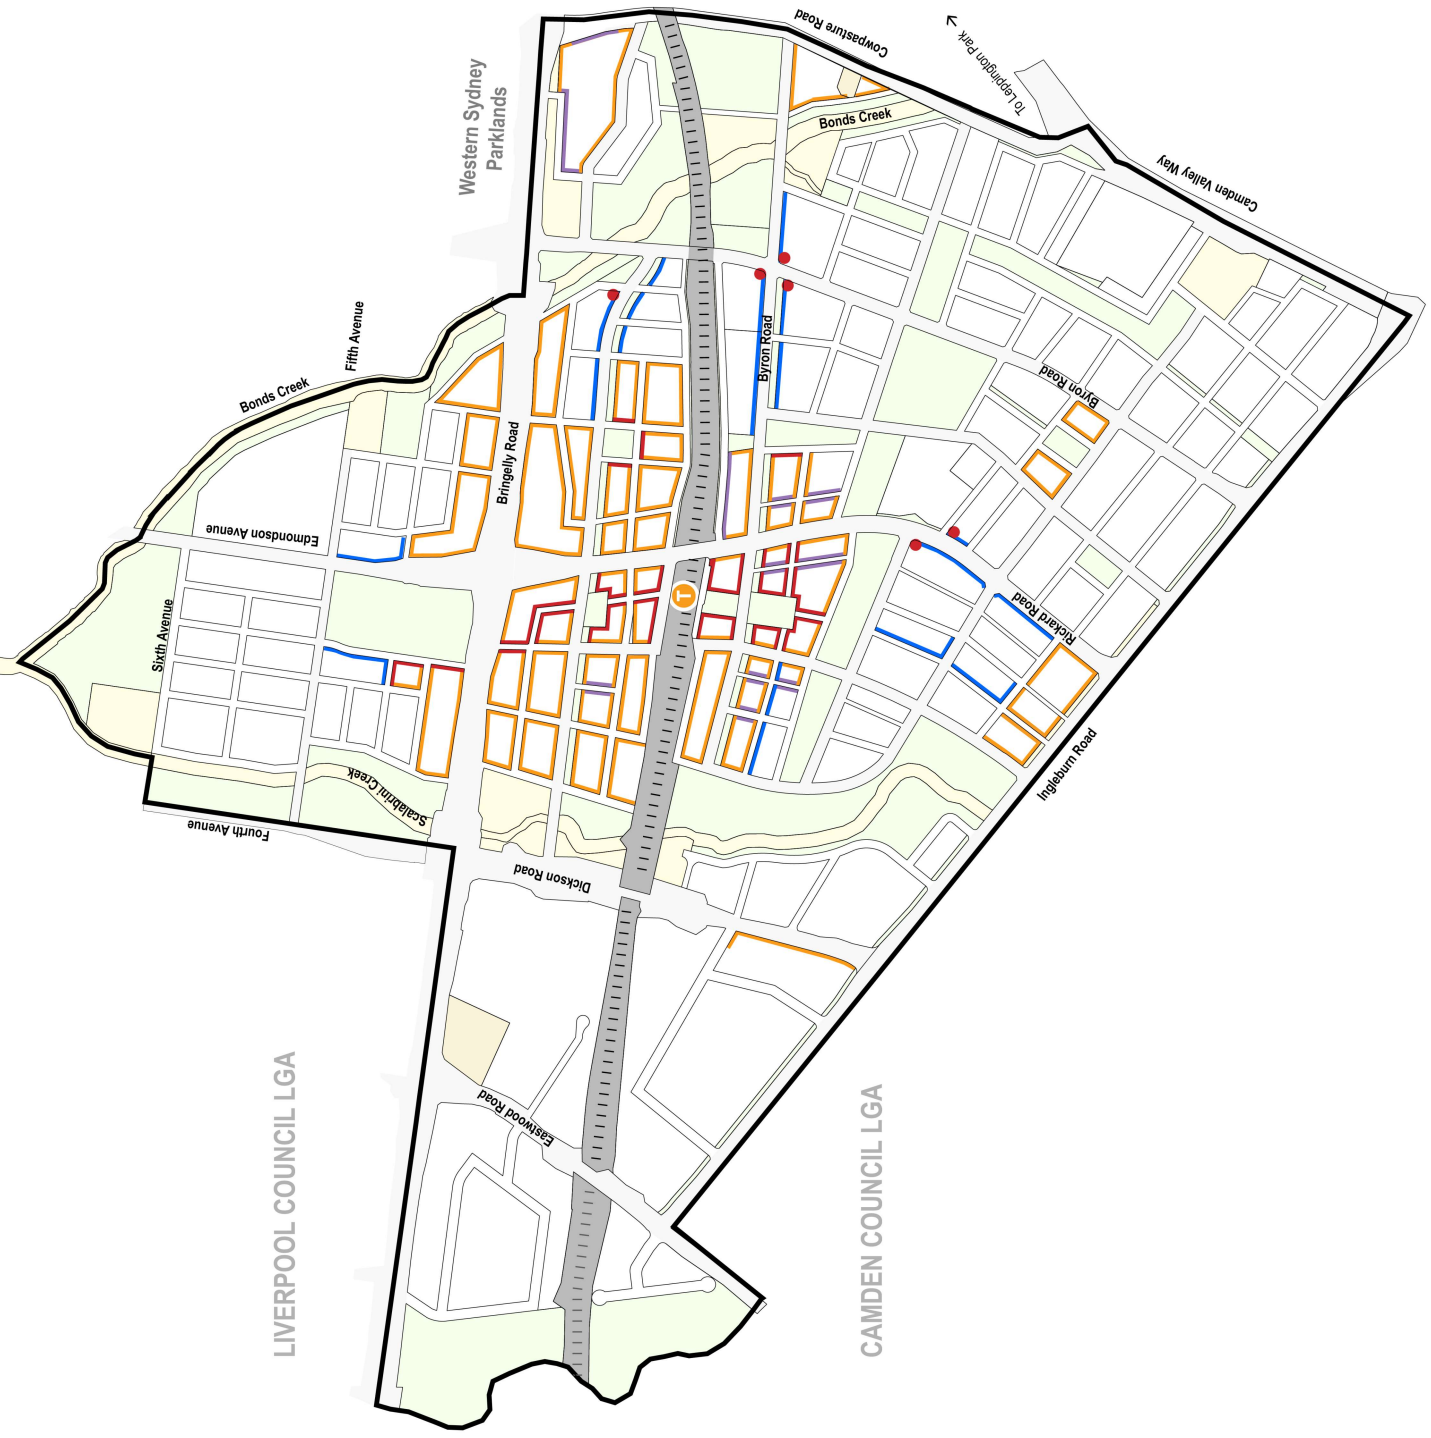 Cowpasture Road
To Leppington Park
Western Sydney
Parklands
Bonds Creek
Camden Valley Way
Fifth Avenue
Bonds Creek
Byron Road
Byron Road
Bringelly Road
Edmondson Avenue
T
Sixth Avenue
Rickard Road
Ingleburn Road
Scalabrini Creek
Fourth Avenue
Dickson Road
Eastwood Road
LIVERPOOL COUNCIL LGA
CAMDEN COUNCIL LGA